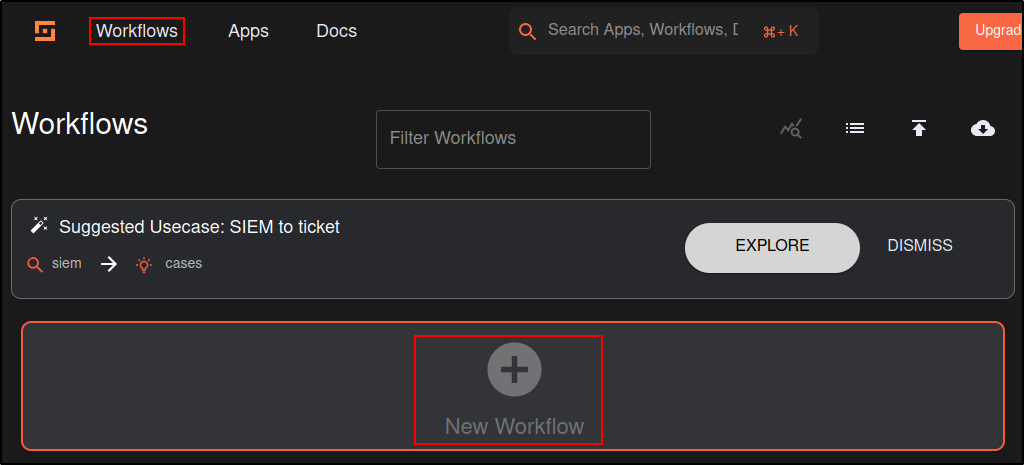 Workflows Apps Docs Search Apps, Workflows, D ⌘+ K Upgrad
Workflows
Filter Workflows
Suggested Usecase: SIEM to ticket
siem → cases
EXPLORE DISMISS
New Workflow